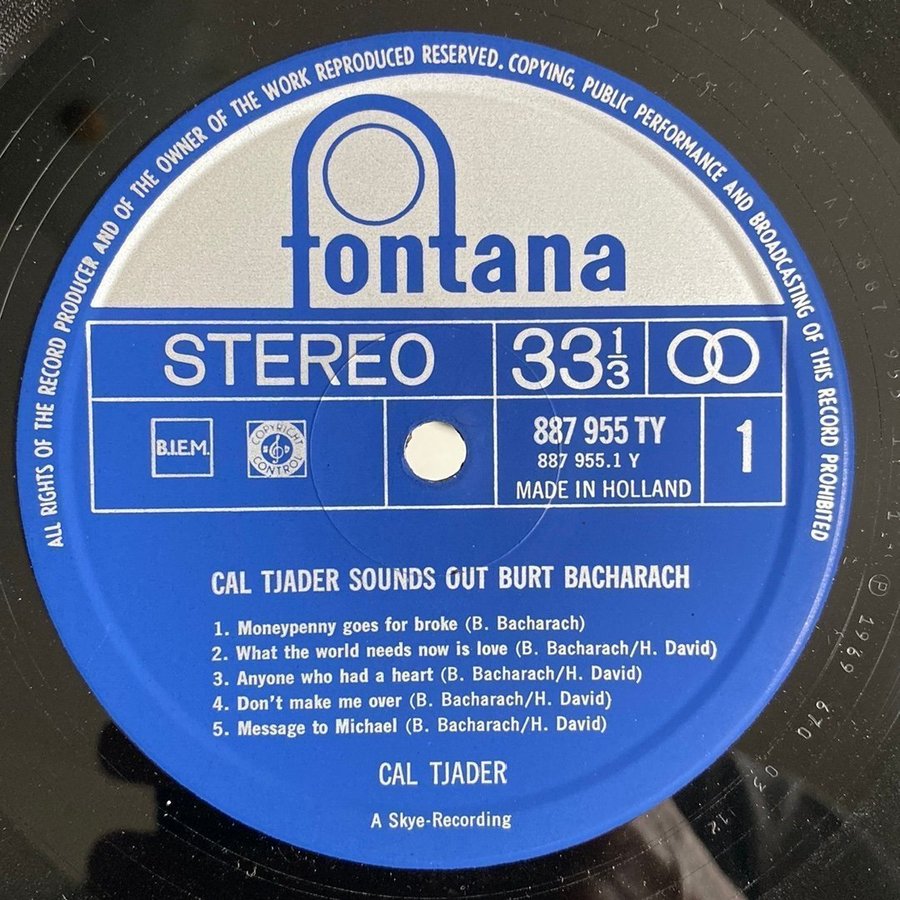 ALL RIGHTS OF THE RECORD PRODUCER AND OF THE OWNER OF THE WORK REPRODUCED RESERVED. COPYING, PUBLIC PERFORMANCE AND BROADCASTING OF THIS RECORD PROHIBITED
fontana
STEREO
33⅓
B.I.E.M.
COPYRIGHT
CONTROL
887 955 TY
887 955.1 Y
MADE IN HOLLAND
1
CAL TJADER SOUNDS OUT BURT BACHARACH
1. Moneypenny goes for broke (B. Bacharach)
2. What the world needs now is love (B. Bacharach/H. David)
3. Anyone who had a heart (B. Bacharach/H. David)
4. Don't make me over (B. Bacharach/H. David)
5. Message to Michael (B. Bacharach/H. David)
CAL TJADER
A Skye-Recording
℗ 1969 670 03 12